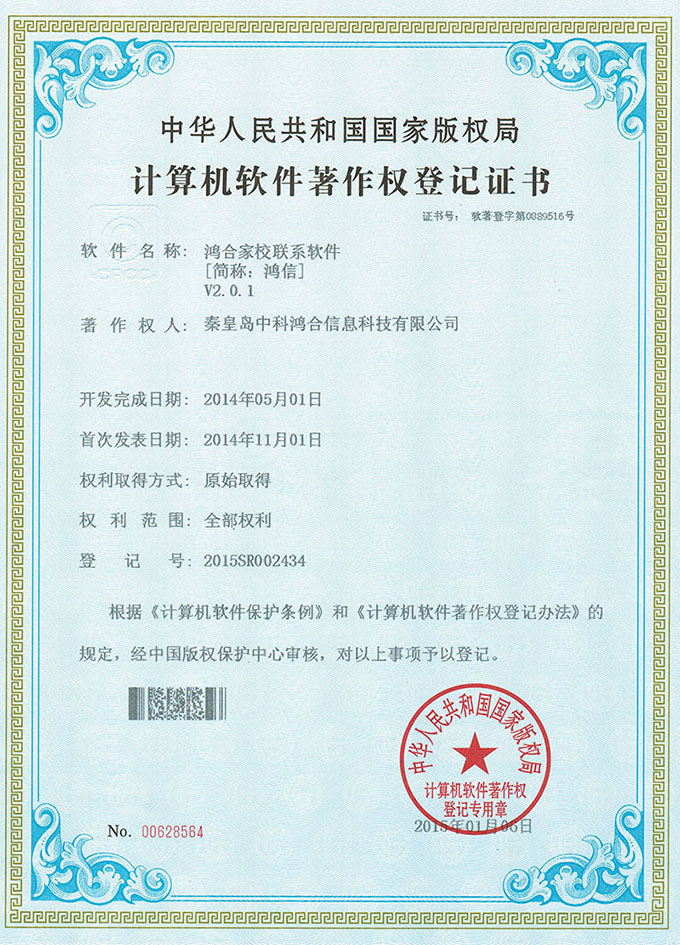 中华人民共和国国家版权局
计算机软件著作权登记证书
证书号： 软著登字第0889516号
软件名称： 鸿合家校联系软件
[简称：鸿信]
V2.0.1
著作权人： 秦皇岛中科鸿合信息科技有限公司
开发完成日期： 2014年05月01日
首次发表日期： 2014年11月01日
权利取得方式： 原始取得
权利范围： 全部权利
登记号： 2015SR002434
根据《计算机软件保护条例》和《计算机软件著作权登记办法》的
规定，经中国版权保护中心审核，对以上事项予以登记。
中华人民共和国国家版权局
计算机软件著作权
登记专用章
No. 00628564
2015年01月06日